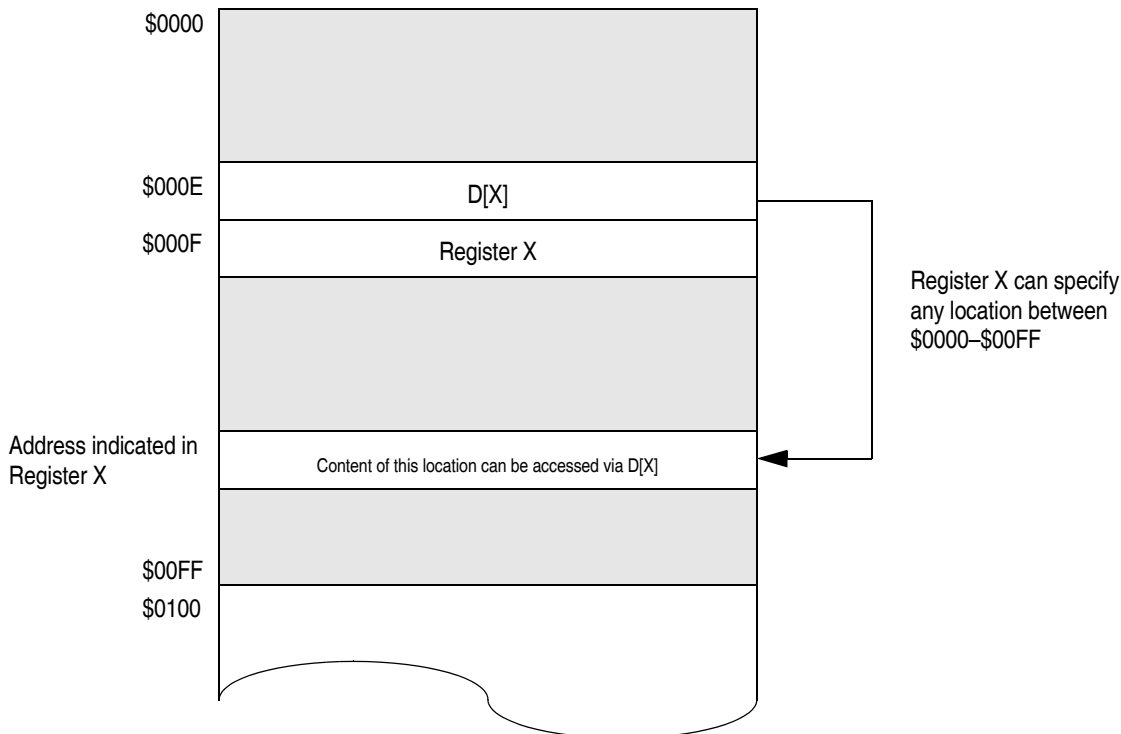 $0000
$000E
D[X]
$000F
Register X
Register X can specify
any location between
$0000–$00FF
Address indicated in
Register X
Content of this location can be accessed via D[X]
$00FF
$0100